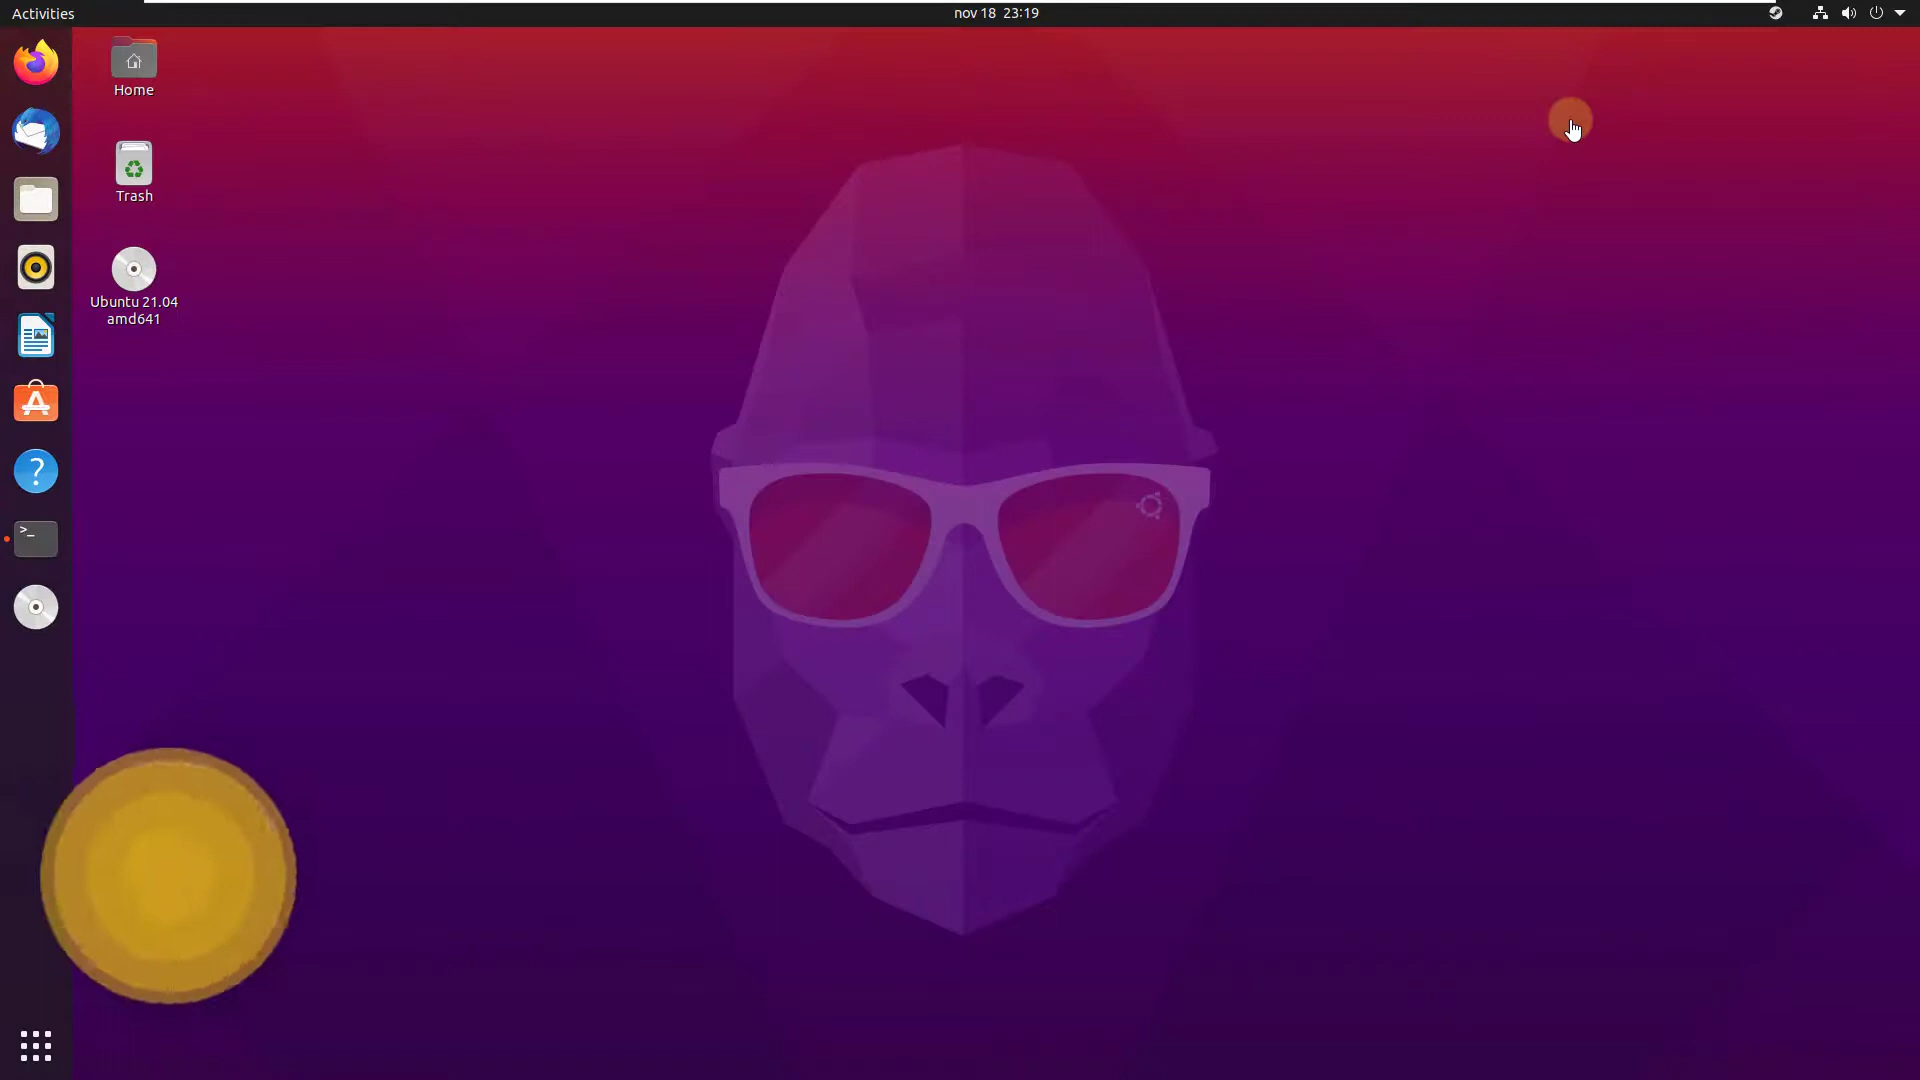 Activities
nov 18 23:19
Home
Trash
Ubuntu 21.04
amd641
>_
?